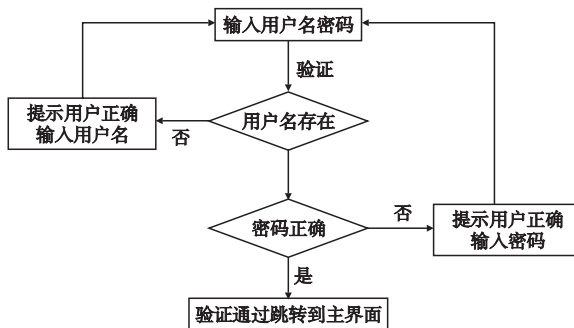 输入用户名密码
验证
用户名存在
否
提示用户正确
输入用户名
密码正确
否
提示用户正确
输入密码
是
验证通过跳转到主界面